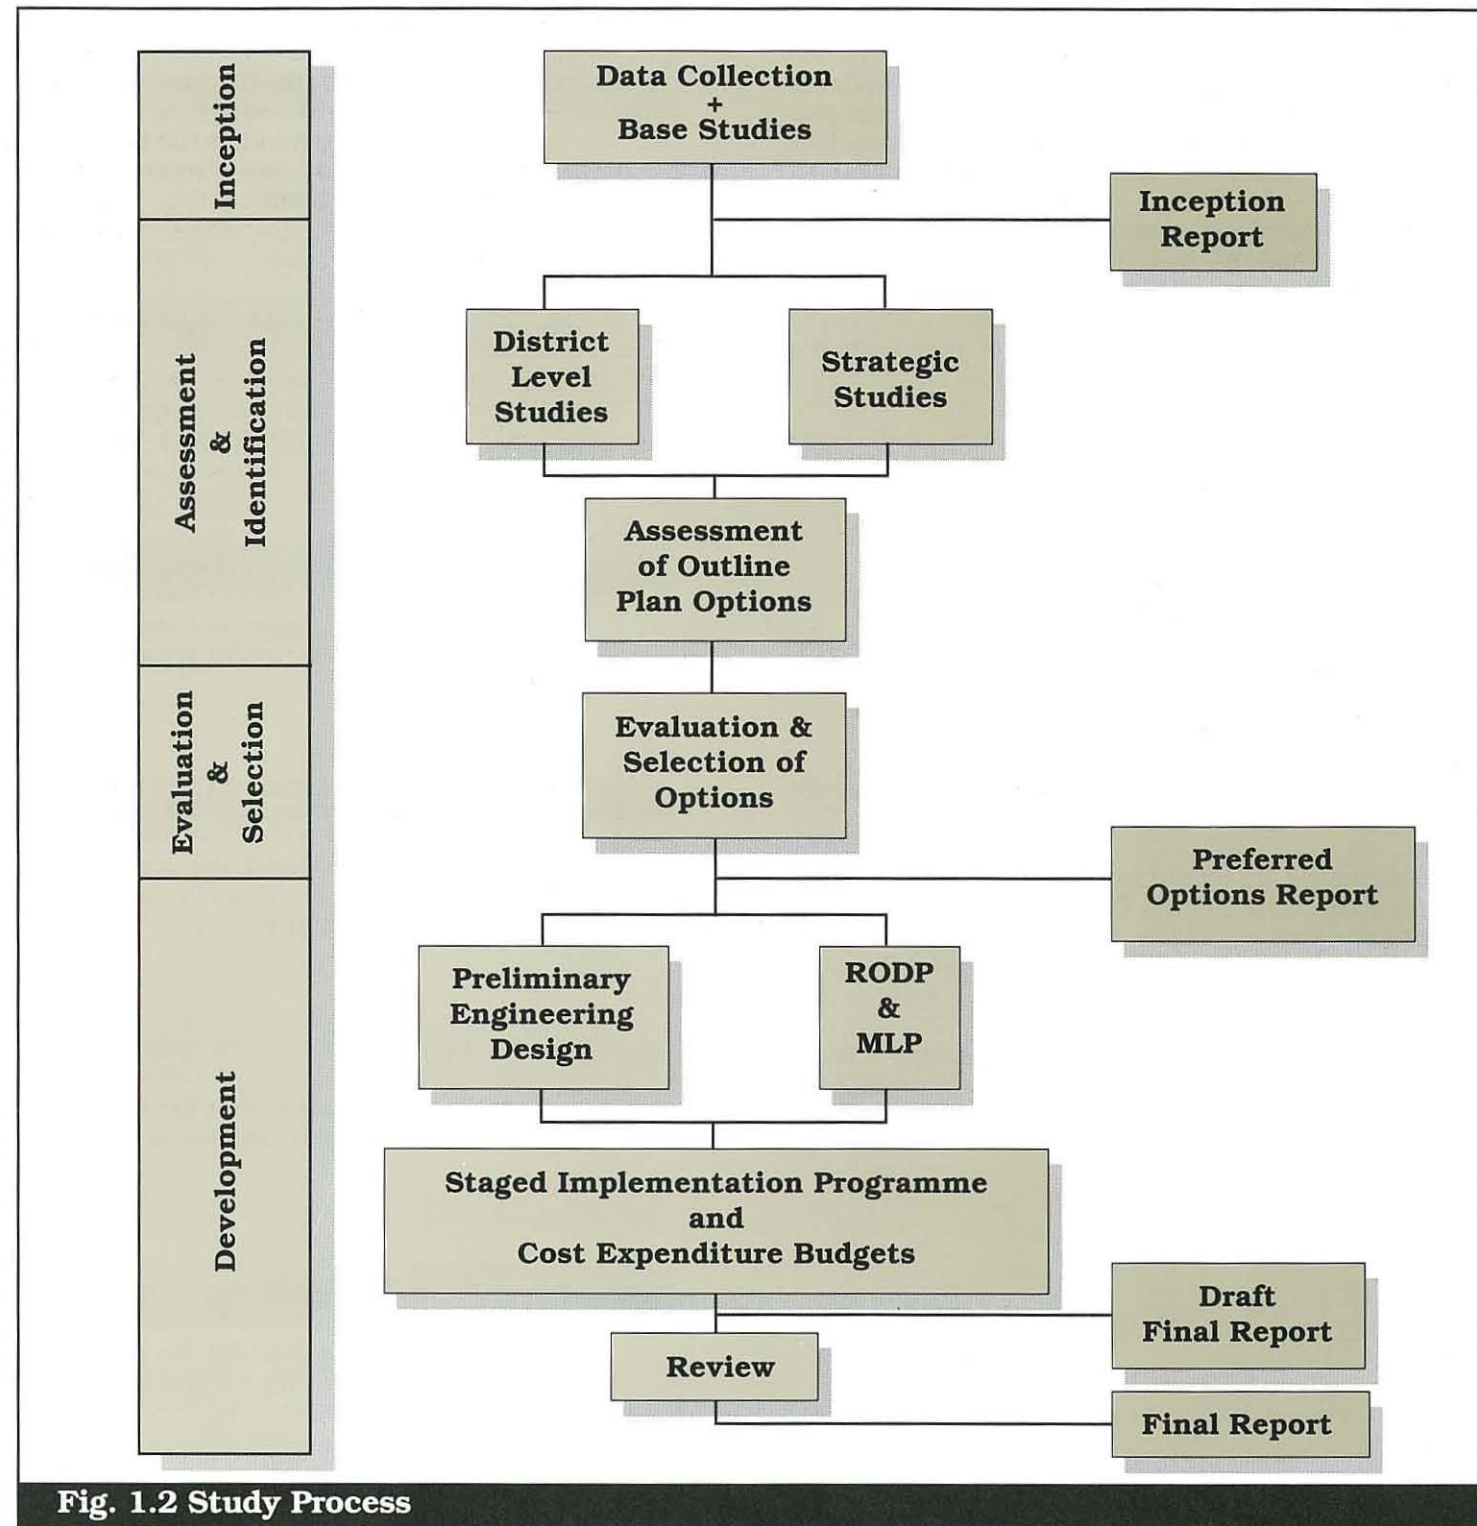 Inception
Data Collection
+
Base Studies
Inception
Report
Assessment
&
Identification
District
Level
Studies
Strategic
Studies
Assessment
of Outline
Plan Options
Evaluation
&
Selection
Evaluation &
Selection of
Options
Preferred
Options Report
Development
Preliminary
Engineering
Design
RODP
&
MLP
Staged Implementation Programme
and
Cost Expenditure Budgets
Draft
Final Report
Review
Final Report
Fig. 1.2 Study Process